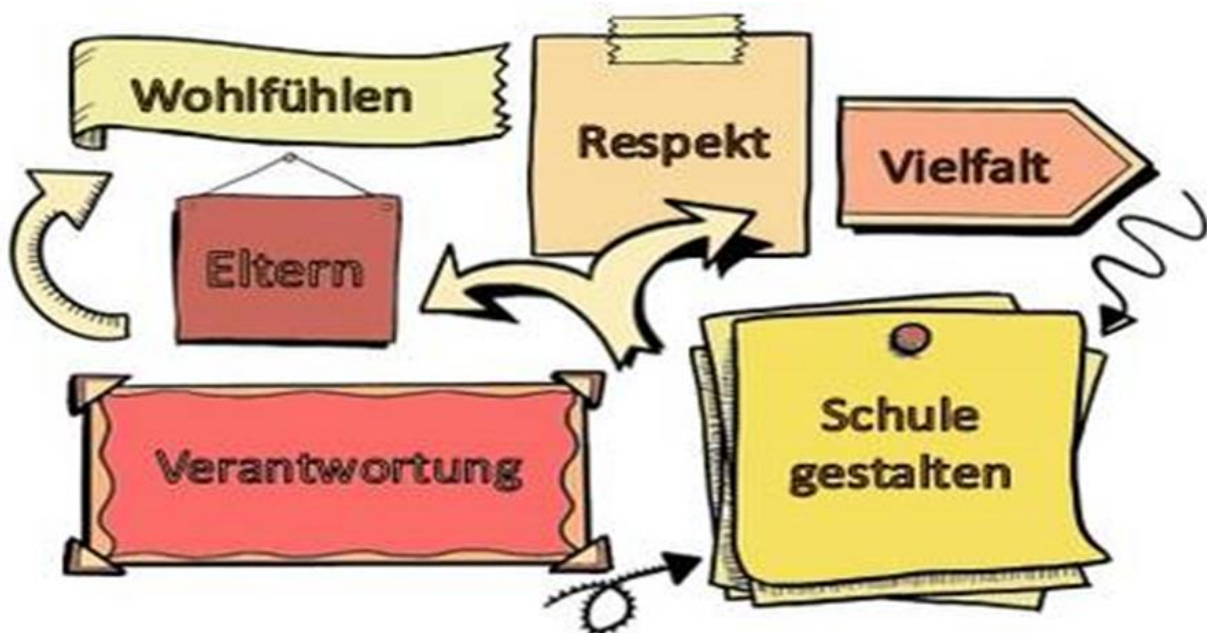 Wohlfühlen
Respekt
Vielfalt
Eltern
Verantwortung
Schule
gestalten